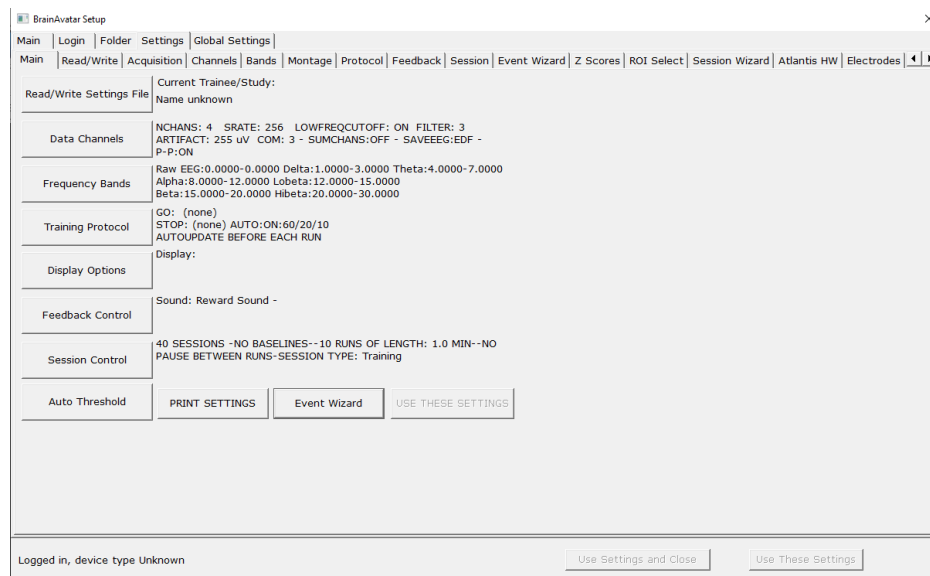 BrainAvatar Setup
Main Login Folder Settings Global Settings
Main Read/Write Acquisition Channels Bands Montage Protocol Feedback Session Event Wizard Z Scores ROI Select Session Wizard Atlantis HW Electrodes
Read/Write Settings File
Current Trainee/Study:
Name unknown
Data Channels
NCHANS: 4 SRATE: 256 LOWFREQCUTOFF: ON FILTER: 3
ARTIFACT: 255 uV COM: 3 - SUMCHANS:OFF - SAVEEEG:EDF -
P-P:ON
Frequency Bands
Raw EEG:0.0000-0.0000 Delta:1.0000-3.0000 Theta:4.0000-7.0000
Alpha:8.0000-12.0000 Lobeta:12.0000-15.0000
Beta:15.0000-20.0000 Hibeta:20.0000-30.0000
Training Protocol
GO: (none)
STOP: (none) AUTO:ON:60/20/10
AUTOUPDATE BEFORE EACH RUN
Display Options
Display:
Feedback Control
Sound: Reward Sound -
Session Control
40 SESSIONS -NO BASELINES--10 RUNS OF LENGTH: 1.0 MIN--NO
PAUSE BETWEEN RUNS-SESSION TYPE: Training
Auto Threshold
PRINT SETTINGS
Event Wizard
USE THESE SETTINGS
Logged in, device type Unknown
Use Settings and Close
Use These Settings